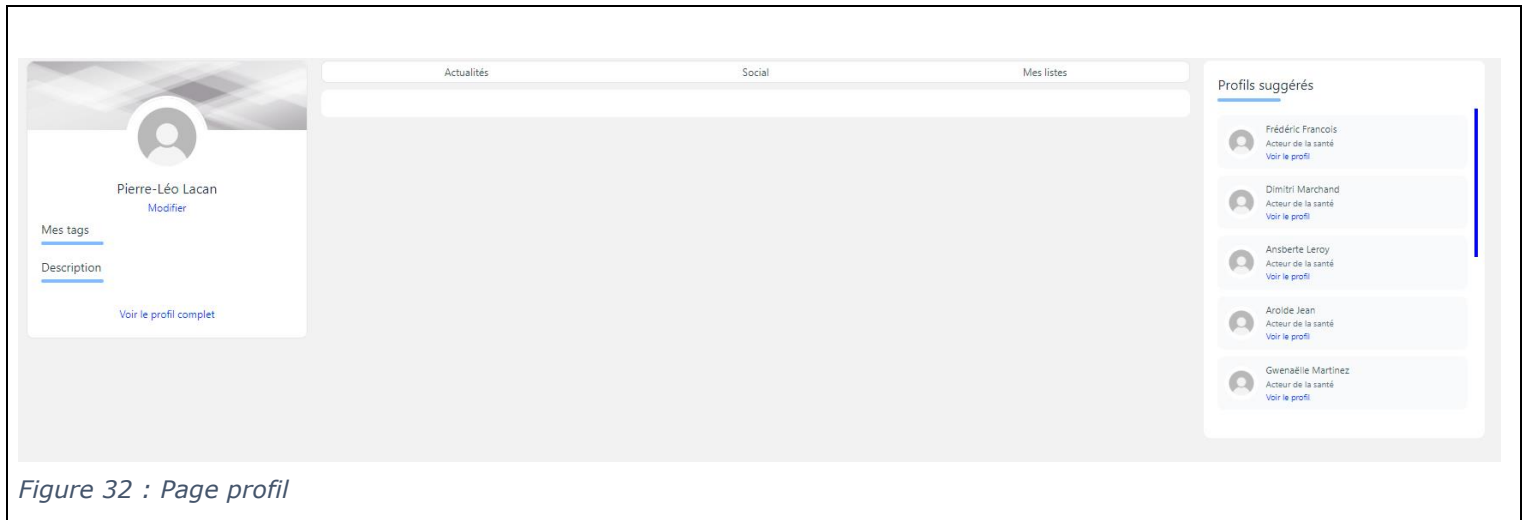 Pierre-Léo Lacan
Modifier
Mes tags
Description
Voir le profil complet
Actualités Social Mes listes
Profils suggérés
Frédéric Francois
Acteur de la santé
Voir le profil
Dimitri Marchand
Acteur de la santé
Voir le profil
Ansberte Leroy
Acteur de la santé
Voir le profil
Aroïde Jean
Acteur de la santé
Voir le profil
Gwenaëlle Martinez
Acteur de la santé
Voir le profil
Figure 32 : Page profil